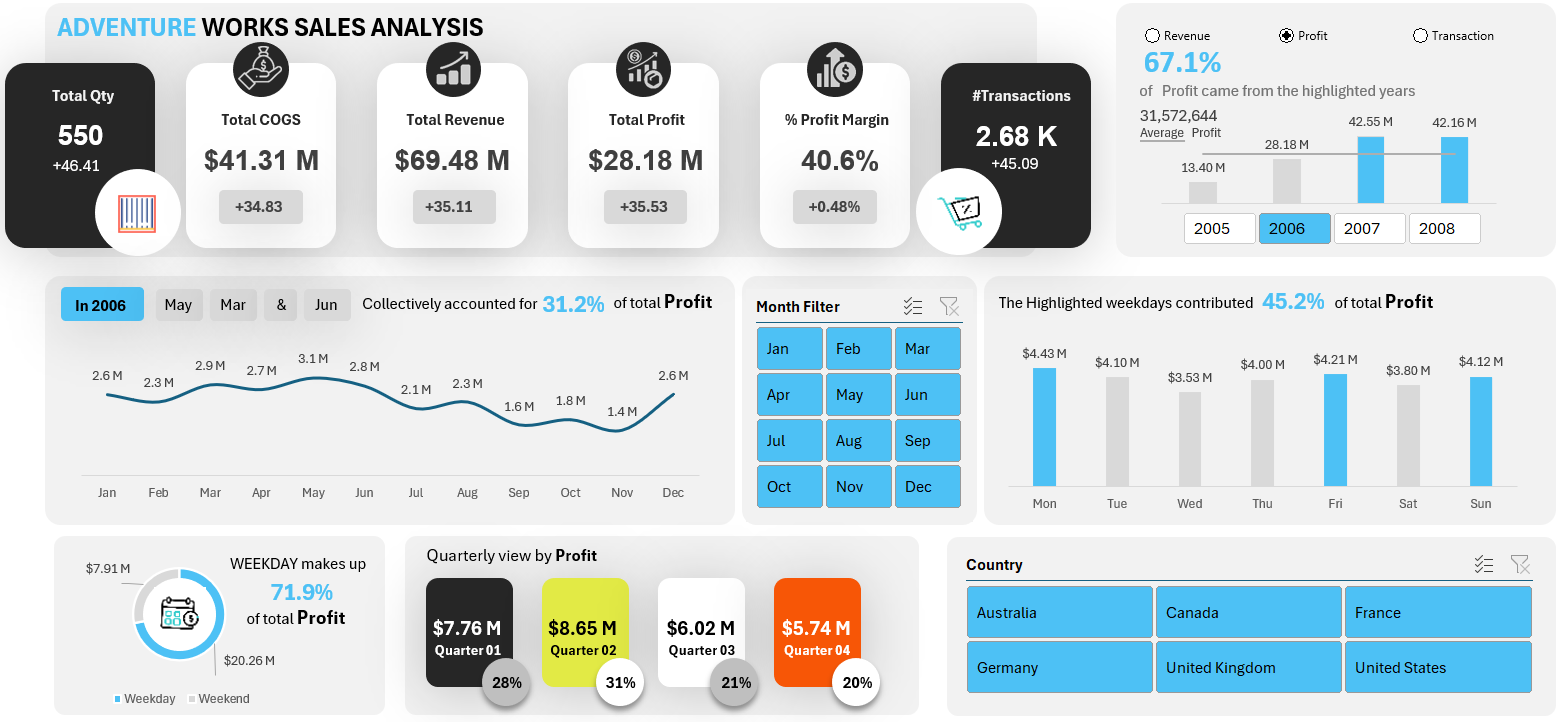 ADVENTURE WORKS SALES ANALYSIS
Total Qty
550
+46.41
Total COGS
$41.31 M
+34.83
Total Revenue
$69.48 M
+35.11
Total Profit
$28.18 M
+35.53
% Profit Margin
40.6%
+0.48%
#Transactions
2.68 K
+45.09
Revenue Profit Transaction
67.1%
of Profit came from the highlighted years
31,572,644
Average Profit
13.40 M
28.18 M
42.55 M
42.16 M
2005 2006 2007 2008
In 2006 May Mar & Jun Collectively accounted for 31.2% of total Profit
2.6 M 2.3 M 2.9 M 2.7 M 3.1 M 2.8 M 2.1 M 2.3 M 1.6 M 1.8 M 1.4 M 2.6 M
Jan Feb Mar Apr May Jun Jul Aug Sep Oct Nov Dec
Month Filter
Jan Feb Mar
Apr May Jun
Jul Aug Sep
Oct Nov Dec
The Highlighted weekdays contributed 45.2% of total Profit
$4.43 M $4.10 M $3.53 M $4.00 M $4.21 M $3.80 M $4.12 M
Mon Tue Wed Thu Fri Sat Sun
$7.91 M
WEEKDAY makes up
71.9%
of total Profit
$20.26 M
Weekday Weekend
Quarterly view by Profit
$7.76 M
Quarter 01
28%
$8.65 M
Quarter 02
31%
$6.02 M
Quarter 03
21%
$5.74 M
Quarter 04
20%
Country
Australia Canada France
Germany United Kingdom United States